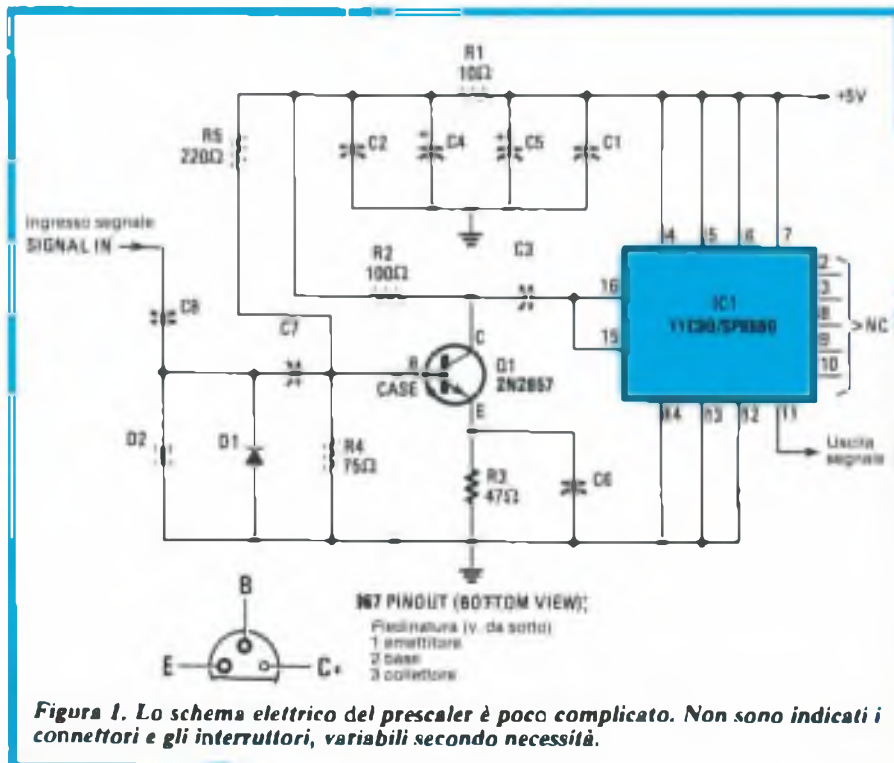 R1
10Ω
+5V
R5
220Ω
C2
C4
C5
C1
Ingresso segnale
SIGNAL IN
R2
100Ω
C3
4
5
6
7
C8
C7
16
15
IC1
11C90/SP8680
2
3
8
9
10
NC
C
B
CASE
Q1
2N2857
E
14
13
12
11
D2
D1
R4
75Ω
R3
47Ω
C6
Uscita
segnale
B
E
C
PINOUT (BOTTOM VIEW)
Piedinatura (v. da sotto)
1 emettitore
2 base
3 collettore
Figura 1. Lo schema elettrico del prescaler è poco complicato. Non sono indicati i
connettori e gli interruttori, variabili secondo necessità.